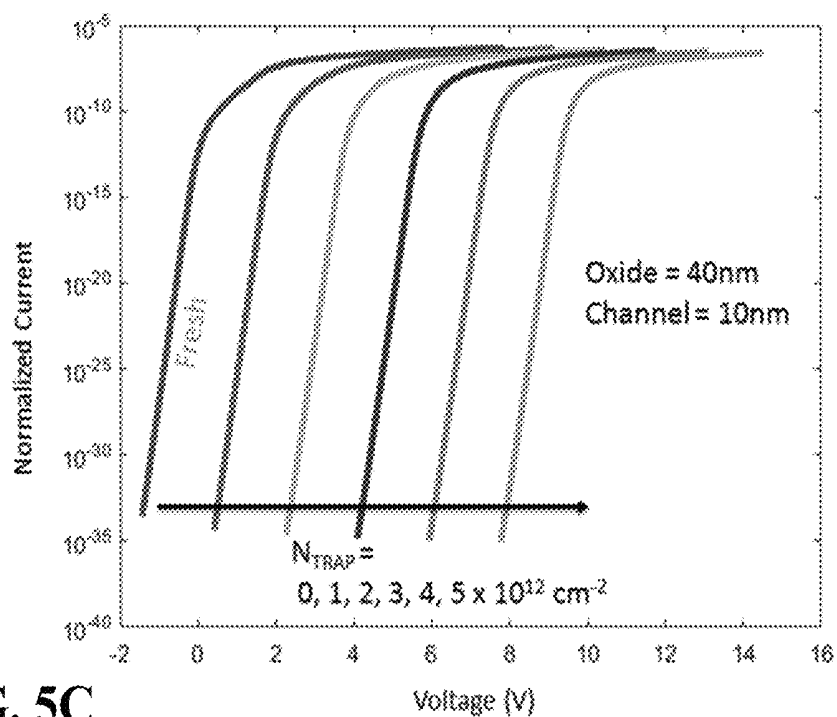 10^-5
10^-10
10^-15
10^-20
10^-25
10^-30
10^-35
10^-40
Normalized Current
Fresh
Oxide = 40nm
Channel = 10nm
N_TRAP =
0, 1, 2, 3, 4, 5 x 10^12 cm^-2
-2 0 2 4 6 8 10 12 14 16
Voltage (V)
5C